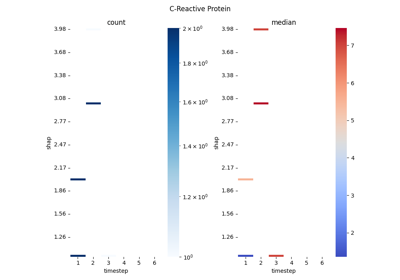 C-Reactive Protein
count
median
3.98
3.68
3.38
3.08
2.77
2.47
2.17
1.86
1.56
1.26
shap
1 2 3 4 5 6
timestep
2 × 10⁰
1.8 × 10⁰
1.6 × 10⁰
1.4 × 10⁰
1.2 × 10⁰
10⁰
3.98
3.68
3.38
3.08
2.77
2.47
2.17
1.86
1.56
1.26
shap
1 2 3 4 5 6
timestep
7
6
5
4
3
2